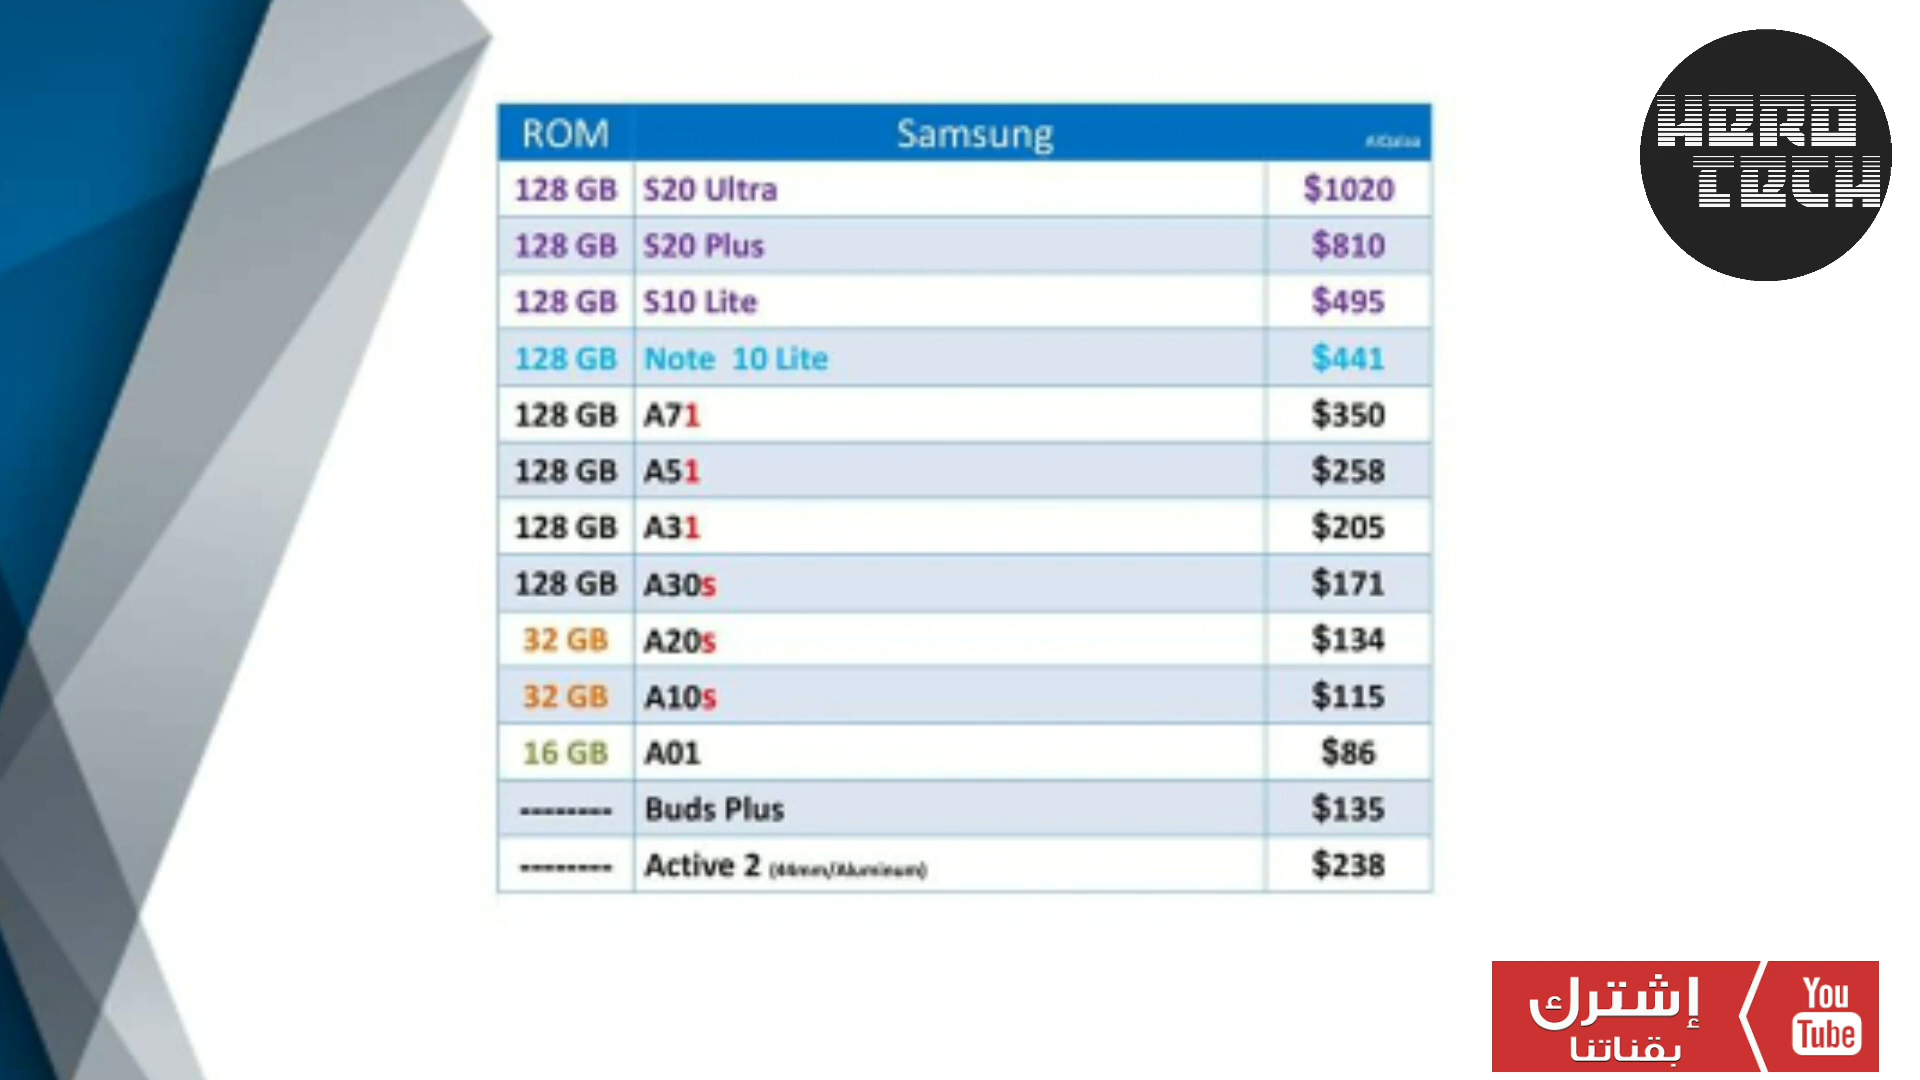 HERO
TECH
ROM Samsung
128 GB S20 Ultra $1020
128 GB S20 Plus $810
128 GB S10 Lite $495
128 GB Note 10 Lite $441
128 GB A71 $350
128 GB A51 $258
128 GB A31 $205
128 GB A30s $171
32 GB A20s $134
32 GB A10s $115
16 GB A01 $86
-------- Buds Plus $135
-------- Active 2 (44mm/Aluminum) $238
إشترك
بقناتنا
You
Tube